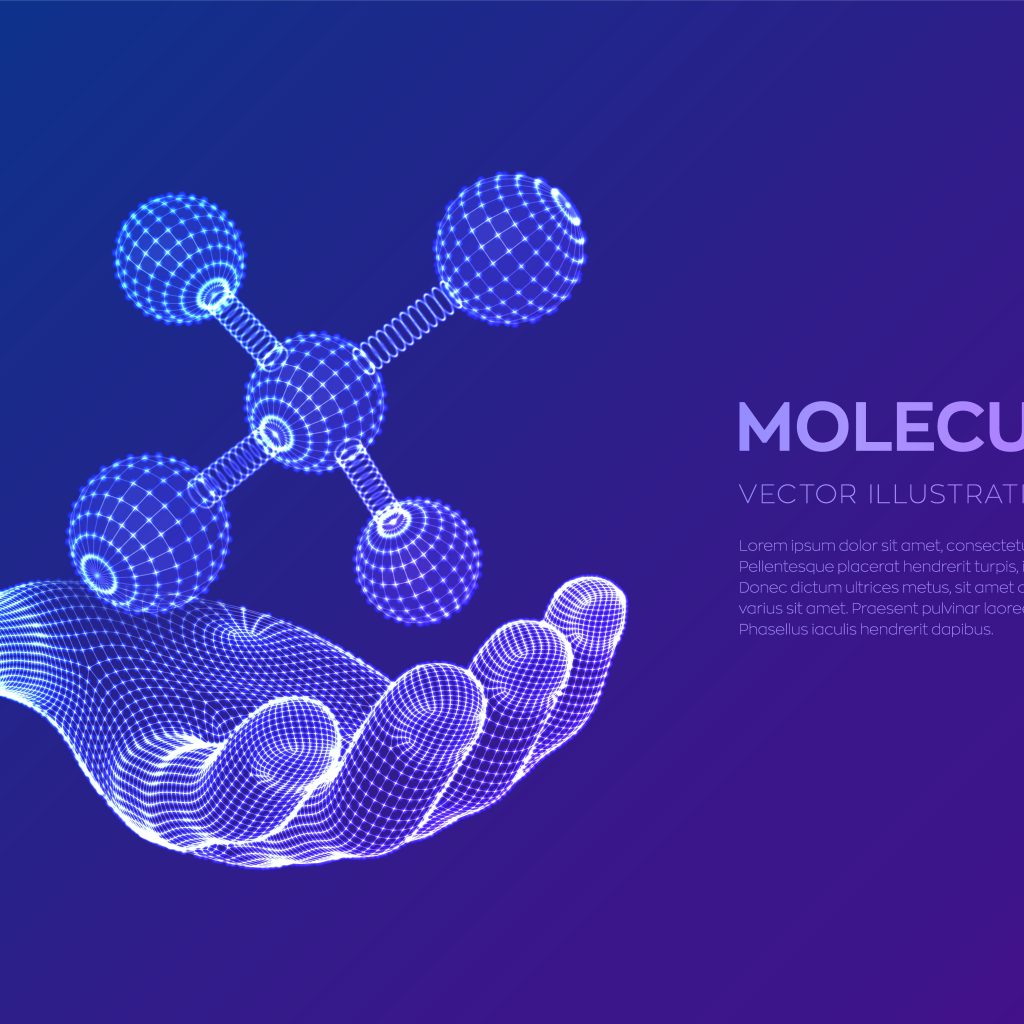 MOLECU
VECTOR ILLUSTRATI
Lorem ipsum dolor sit amet, consectetu
Pellentesque placerat hendrerit turpis, i
Donec dictum ultrices metus, sit amet
varius sit amet. Praesent pulvinar laore
Phasellus iaculis hendrerit dapibus.